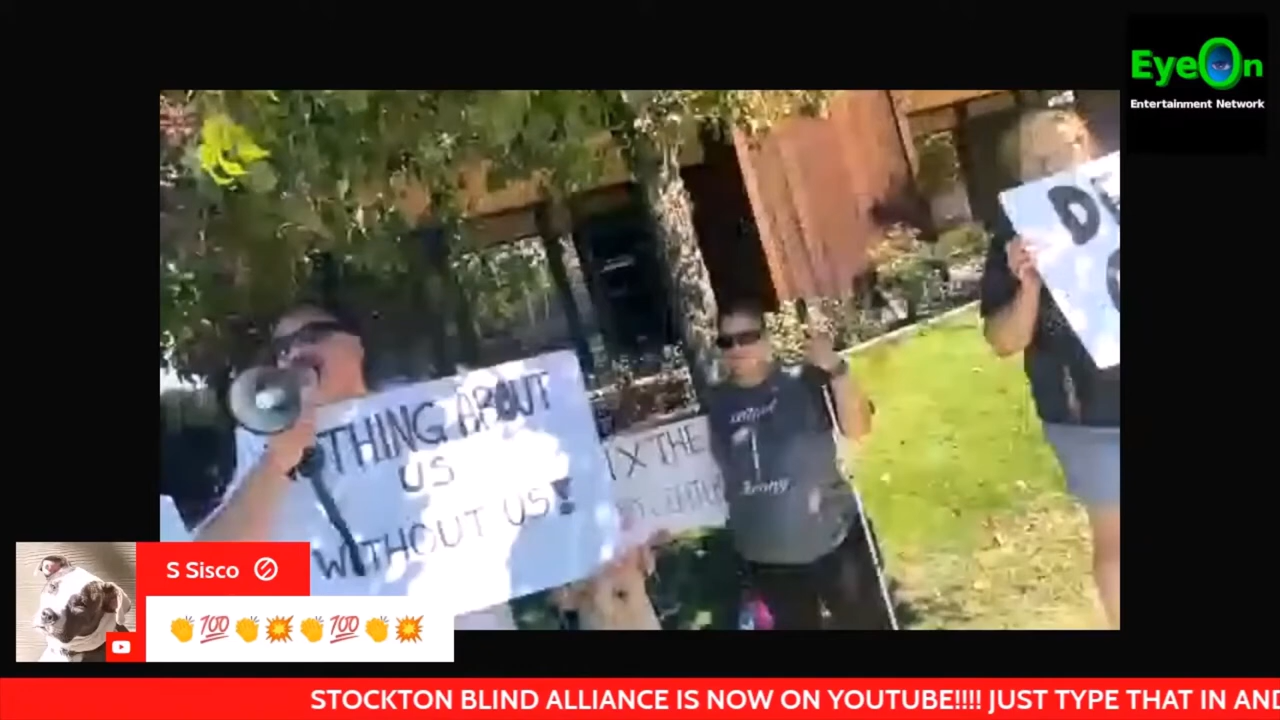 EyeOn
Entertainment Network
THING ABOUT
US
WITHOUT US!
X THE
S Sisco
👏💯👏💥👏💯👏💥
STOCKTON BLIND ALLIANCE IS NOW ON YOUTUBE!!!! JUST TYPE THAT IN AND